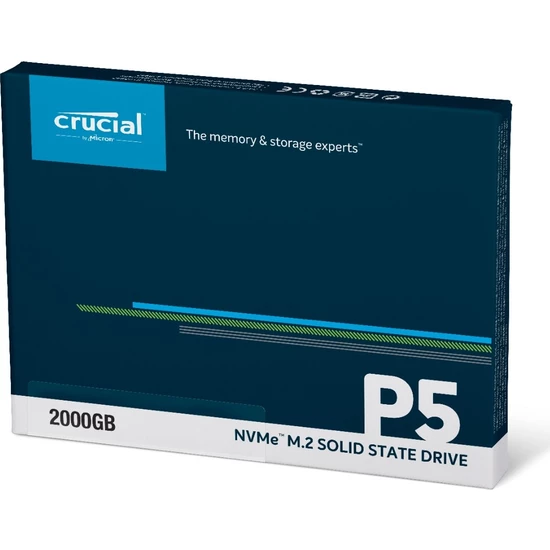 crucial
by Micron
The memory & storage experts™
P5
2000GB
NVMe™ M.2 SOLID STATE DRIVE